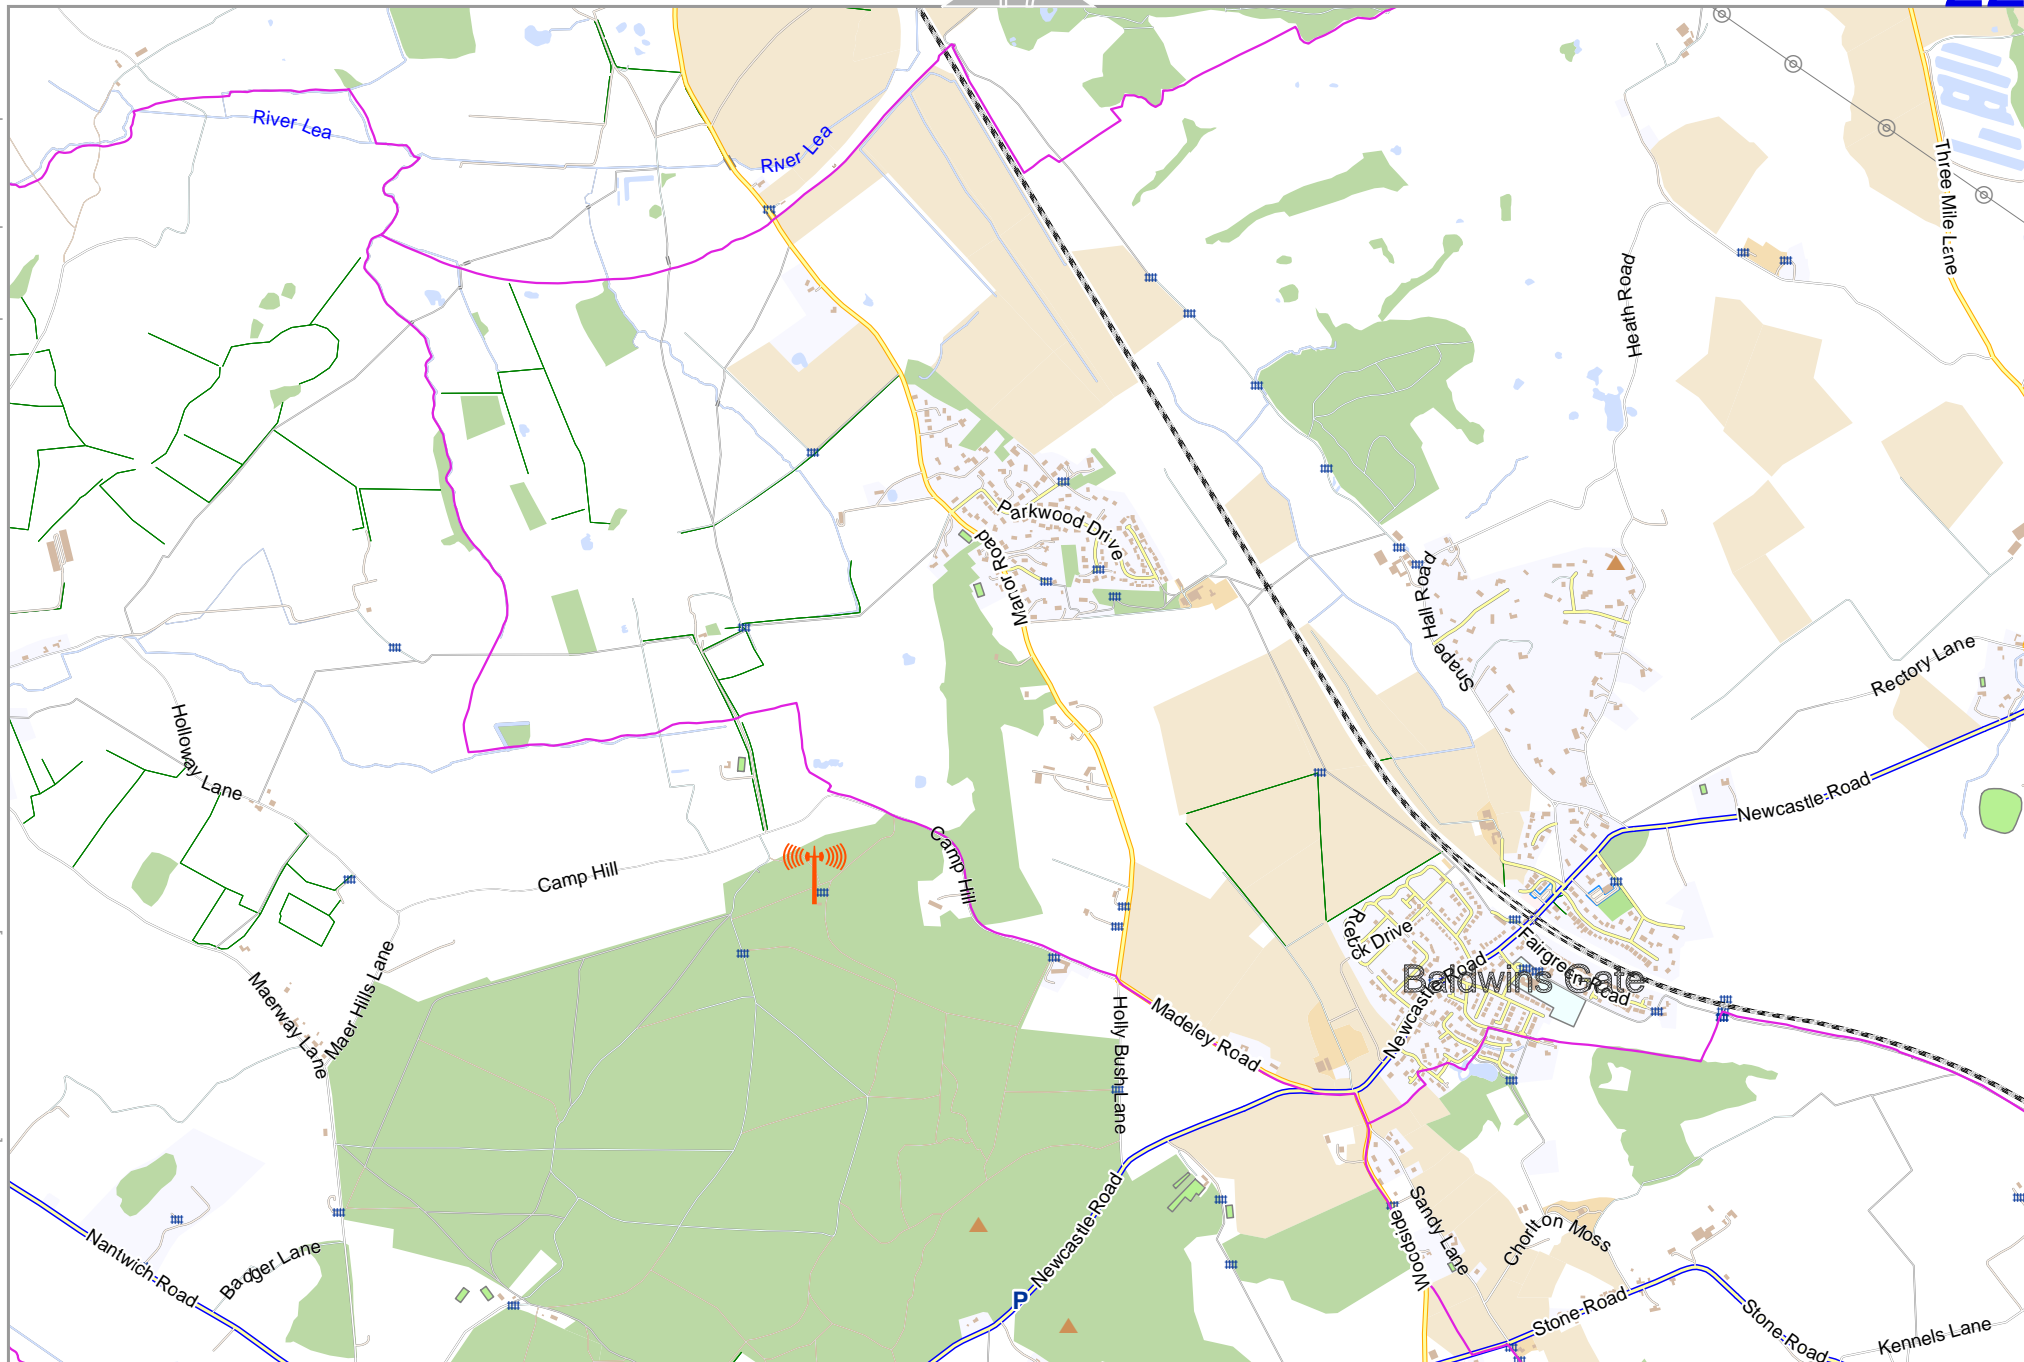 River Lea
River Lea
Three Mile Lane
Heath Road
Parkwood Drive
Manor Road
Snape Hall Road
Rectory Lane
Holloway Lane
Newcastle Road
Camp Hill
Camp Hill
Drive
Fairgreen Road
Newcastle Road
Baldwins Gate
Maerway Lane
Maer Hills Lane
Holly Bush Lane
Madeley Road
Newcastle Road
Sandy Lane
Woodside
Chorlton Moss
Nantwich Road
Badger Lane
P
Stone Road
Stone Road
Kennels Lane